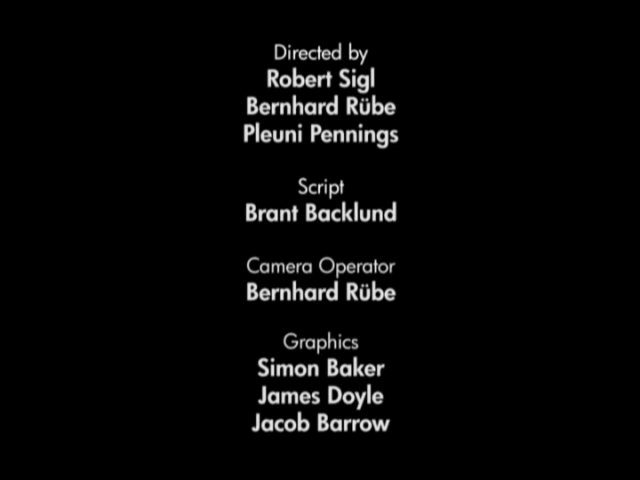 Directed by
Robert Sigl
Bernhard Rübe
Pleuni Pennings
Script
Brant Backlund
Camera Operator
Bernhard Rübe
Graphics
Simon Baker
James Doyle
Jacob Barrow